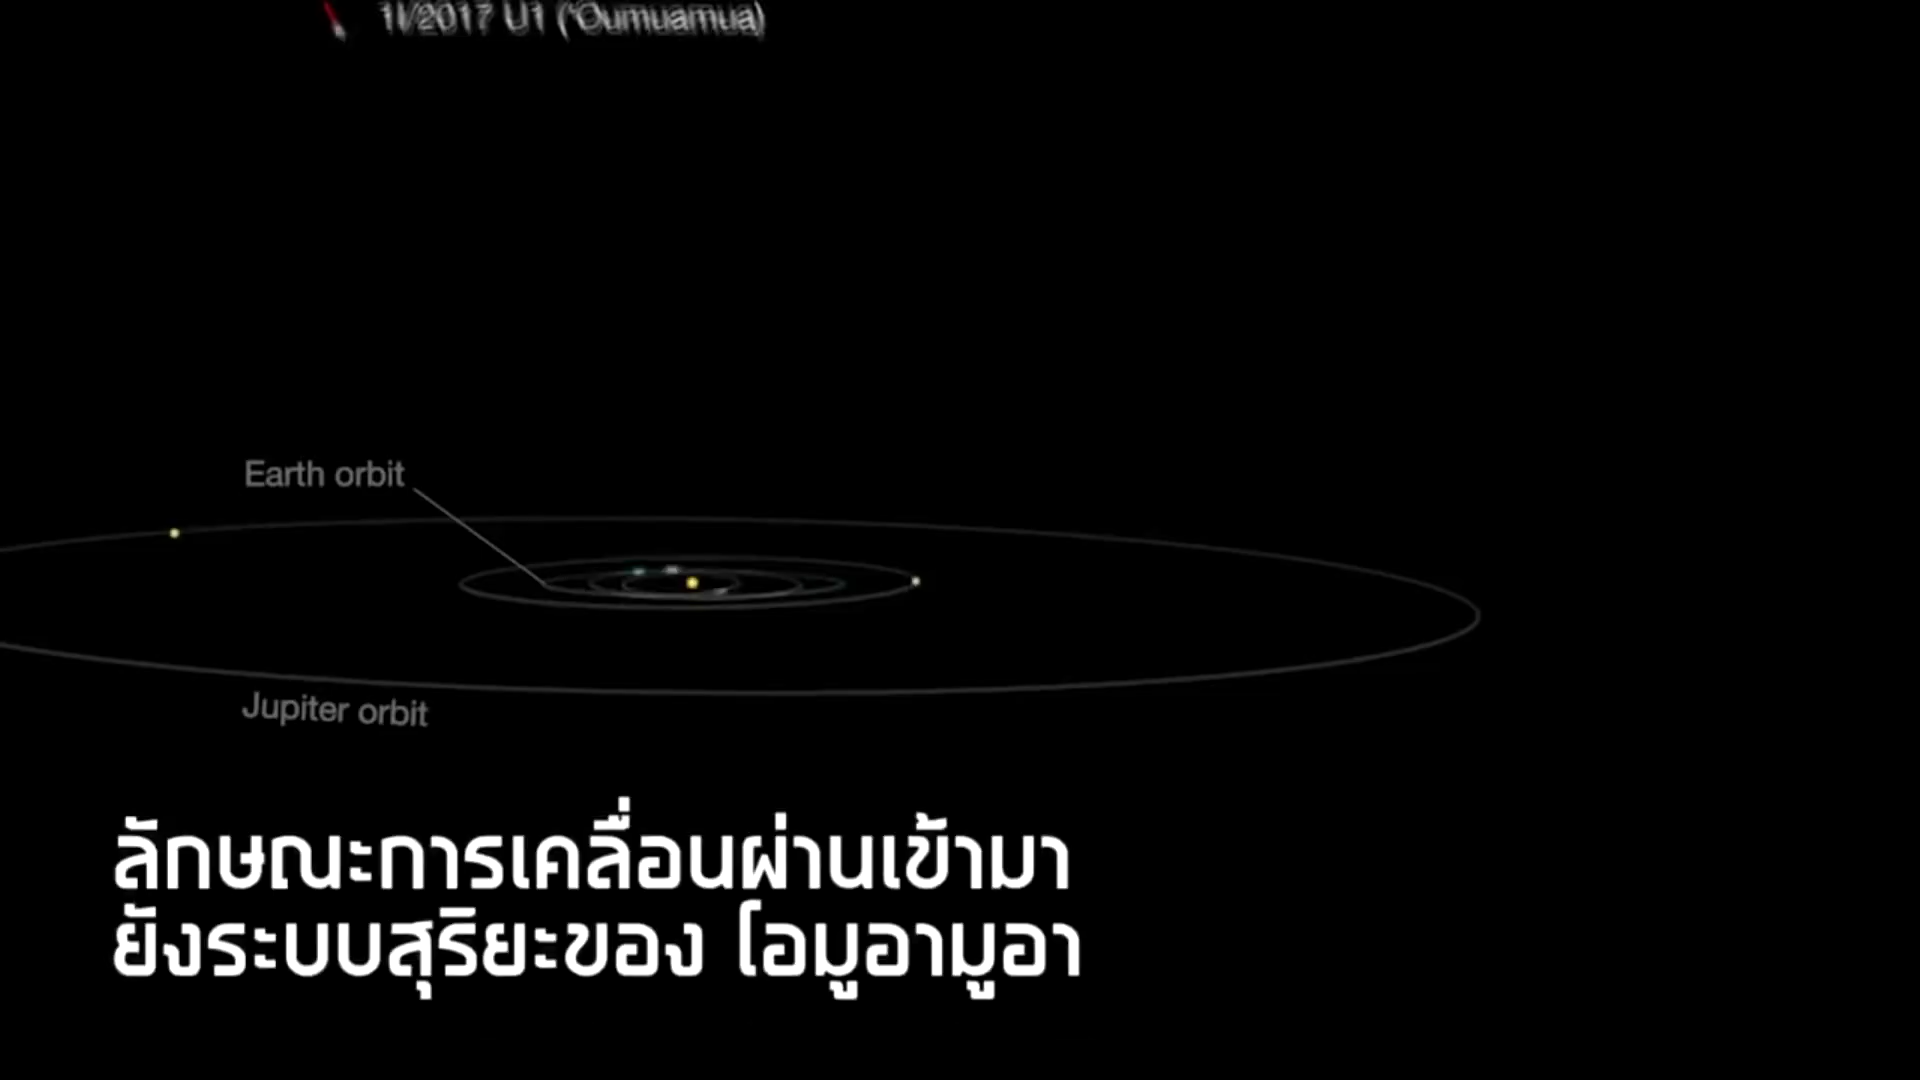 1I/2017 U1 (ʻOumuamua)
Earth orbit
Jupiter orbit
ลักษณะการเคลื่อนผ่านเข้ามา
ยังระบบสุริยะของ โอมูอามูอา